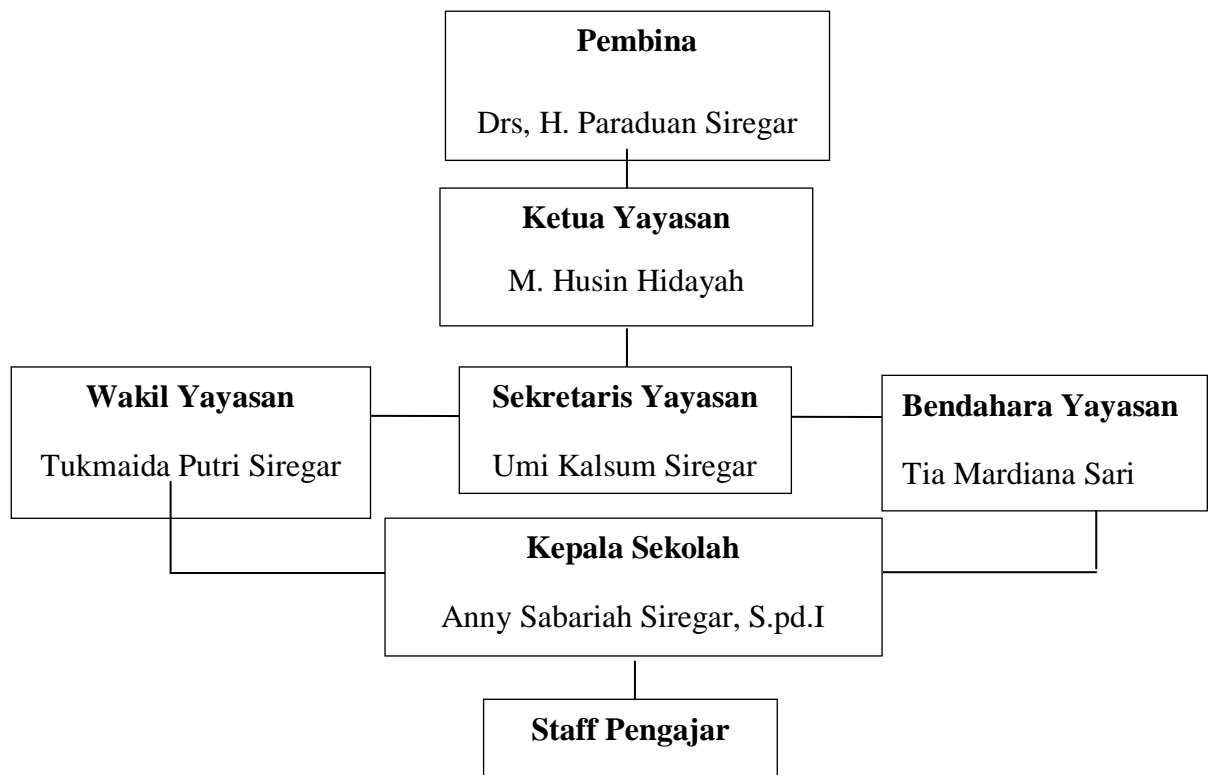 Pembina
Drs, H. Paraduan Siregar
Ketua Yayasan
M. Husin Hidayah
Wakil Yayasan
Tukmaida Putri Siregar
Sekretaris Yayasan
Umi Kalsum Siregar
Bendahara Yayasan
Tia Mardiana Sari
Kepala Sekolah
Anny Sabariah Siregar, S.pd.I
Staff Pengajar